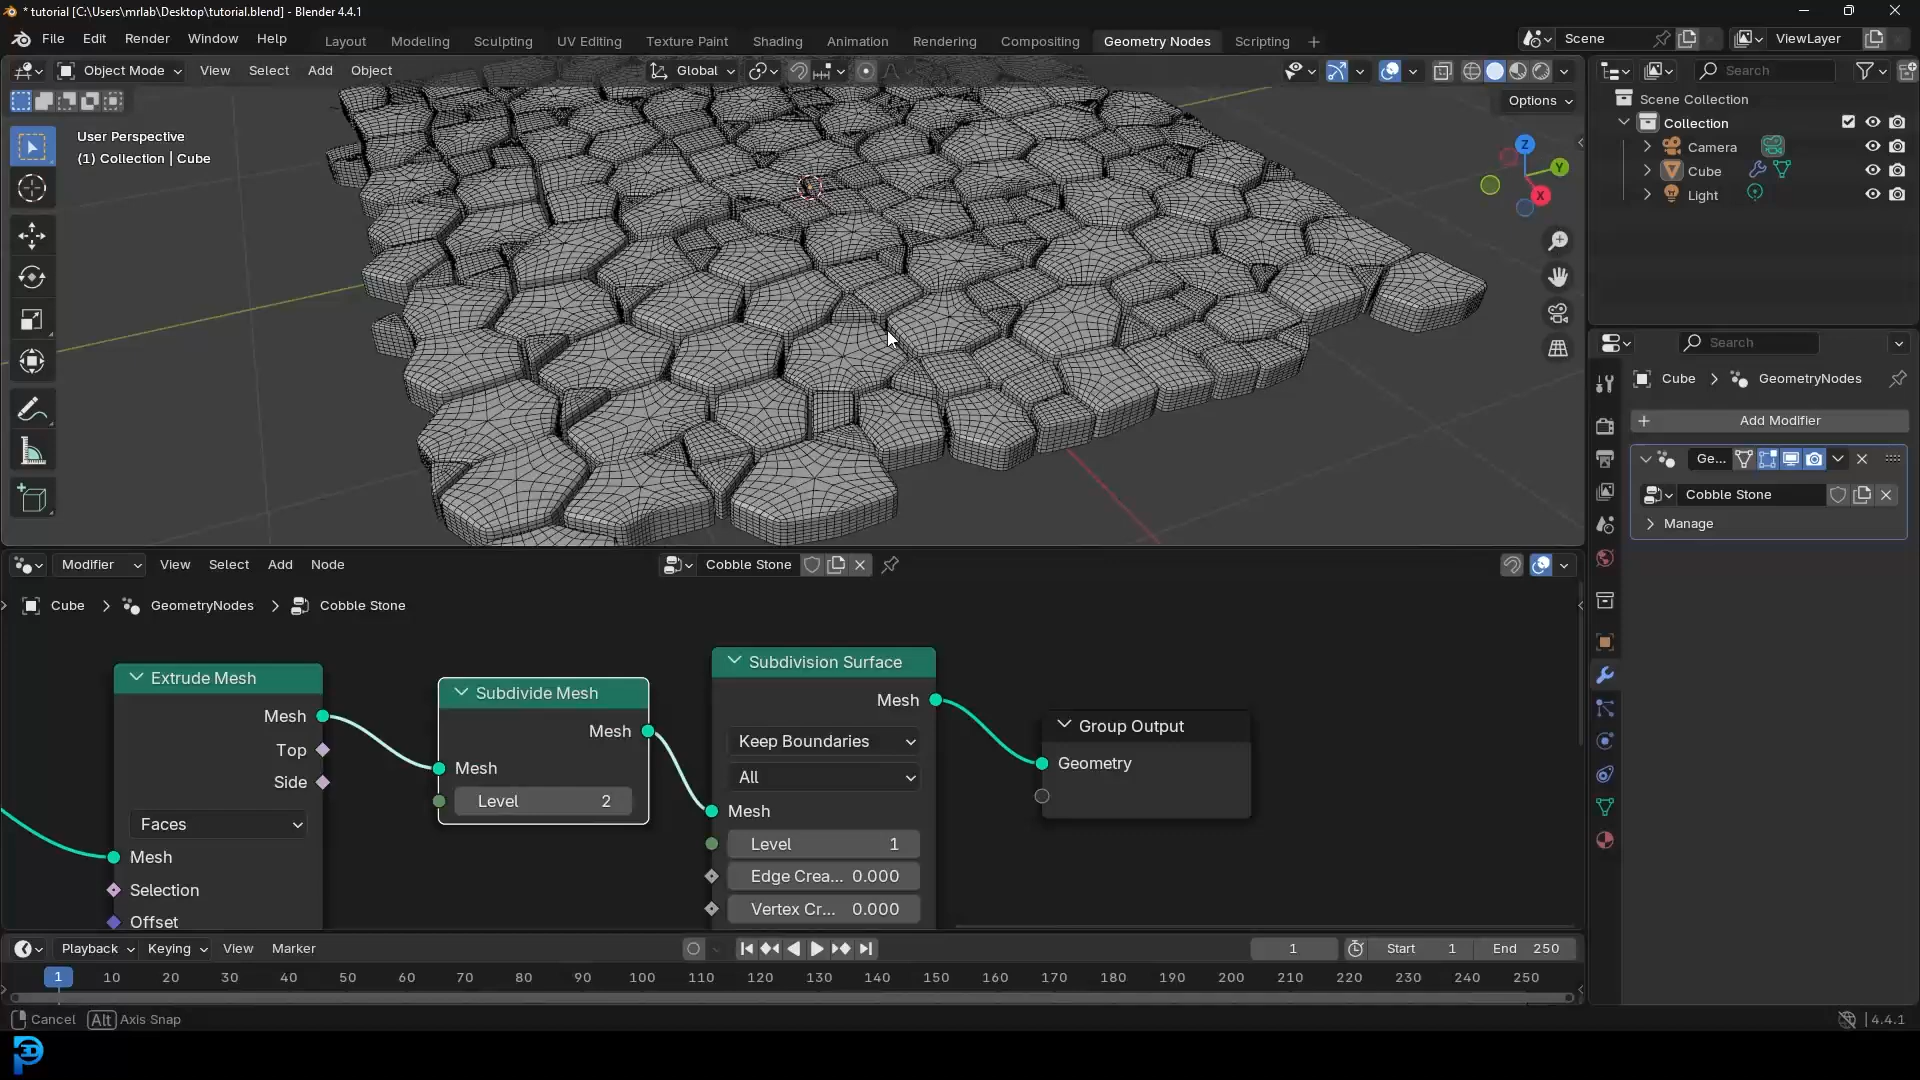 * tutorial [C:\Users\mrlab\Desktop\tutorial.blend] - Blender 4.4.1
File Edit Render Window Help
Layout Modeling Sculpting UV Editing Texture Paint Shading Animation Rendering Compositing Geometry Nodes Scripting +
Scene
ViewLayer
Object Mode View Select Add Object
Global
Search
Options
Scene Collection
Collection
Camera
Cube
Light
User Perspective
(1) Collection | Cube
Z
Y
X
Search
Cube > GeometryNodes
+ Add Modifier
Ge...
Cobble Stone
Manage
Modifier View Select Add Node
Cobble Stone
Cube > GeometryNodes > Cobble Stone
Extrude Mesh
Mesh
Top
Side
Faces
Mesh
Selection
Offset
Subdivide Mesh
Mesh
Mesh
Level 2
Subdivision Surface
Mesh
Keep Boundaries
All
Mesh
Level 1
Edge Crea... 0.000
Vertex Cr... 0.000
Group Output
Geometry
Playback Keying View Marker
1
Start 1
End 250
1 10 20 30 40 50 60 70 80 90 100 110 120 130 140 150 160 170 180 190 200 210 220 230 240 250
Cancel Alt Axis Snap
4.4.1